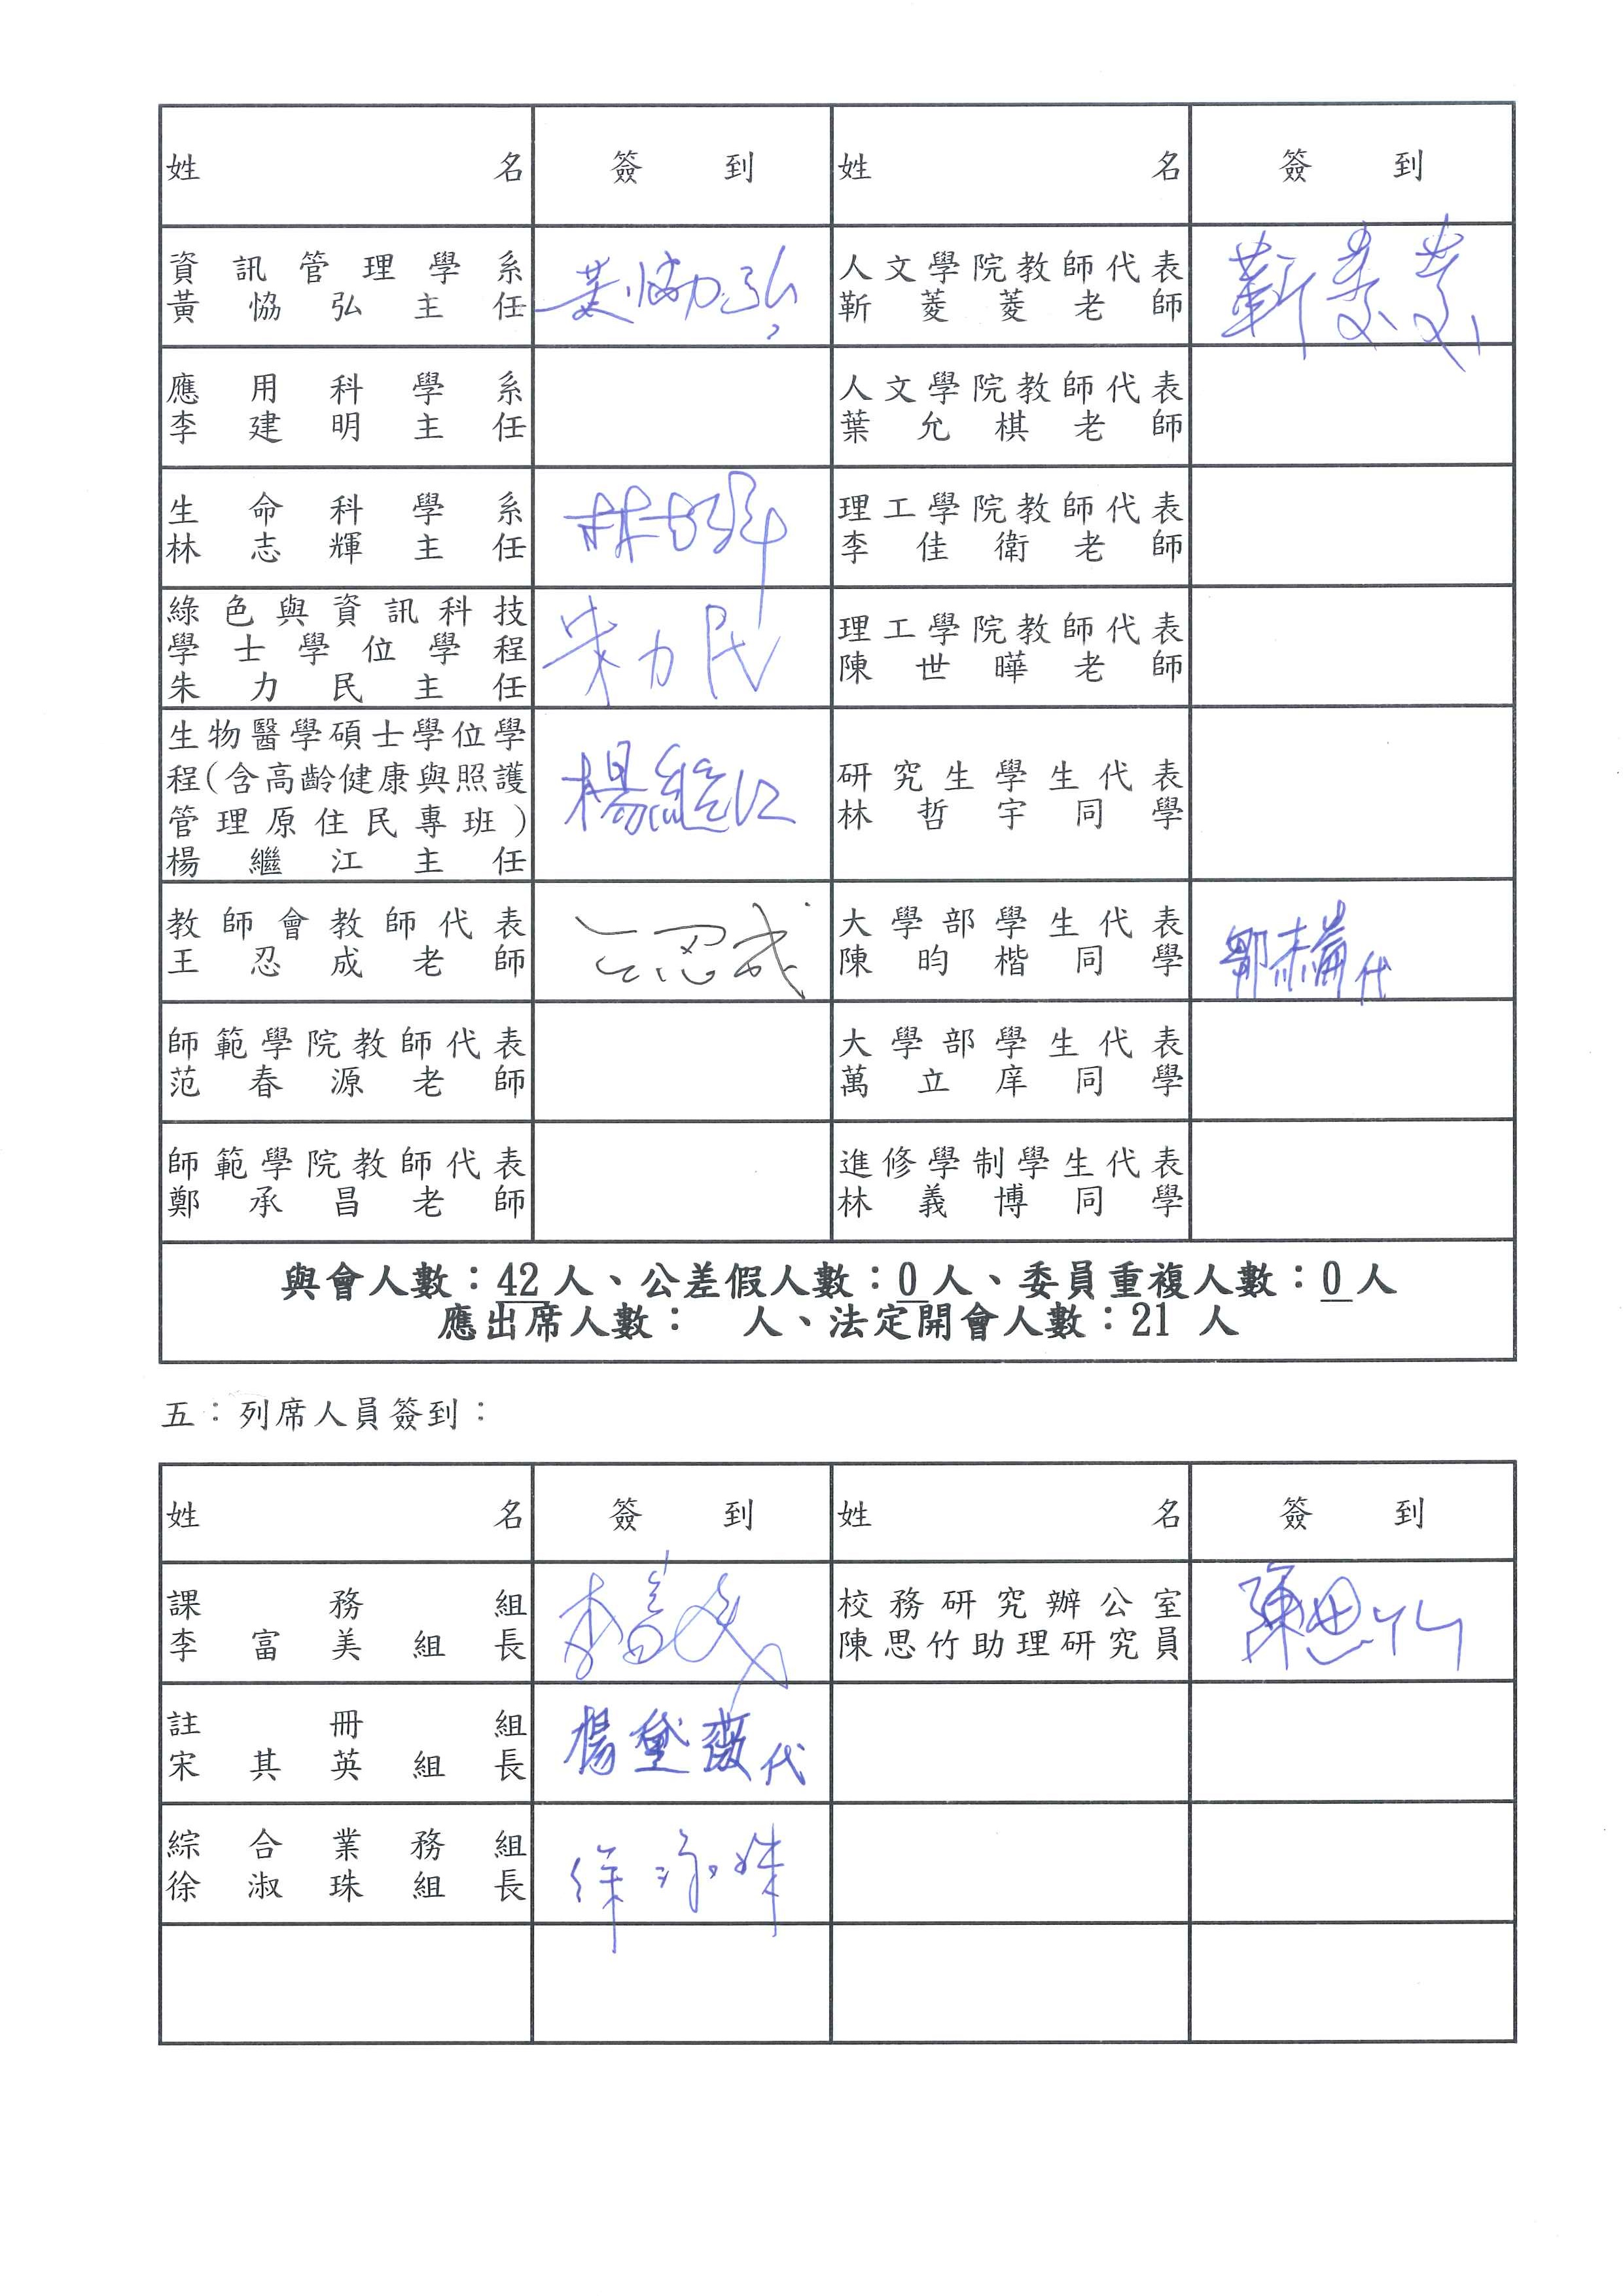 姓名 簽到 姓名 簽到
資訊管理學系 人文學院教師代表
黃恊弘主任 黃恊弘 靳菱菱老師 靳菱菱
應用科學系 人文學院教師代表
李建明主任 葉允棋老師
生命科學系 理工學院教師代表
林志輝主任 林志輝 李佳衛老師
綠色與資訊科技 理工學院教師代表
學士學位學程 陳世曄老師
朱力民主任 朱力民
生物醫學碩士學位學
程(含高齡健康與照護 研究生學生代表
管理原住民專班) 林哲宇同學
楊繼江主任 楊繼江
教師會教師代表 大學部學生代表
王忍成老師 王忍成 陳昀楷同學 代
師範學院教師代表 大學部學生代表
范春源老師 萬立庠同學
師範學院教師代表 進修學制學生代表
鄭承昌老師 林義博同學
與會人數：42人、公差假人數：0人、委員重複人數：0人
應出席人數：　人、法定開會人數：21 人
五：列席人員簽到：
姓名 簽到 姓名 簽到
課務組 校務研究辦公室
李富美組長 李富美 陳思竹助理研究員 陳思竹
註冊組
宋其英組長 楊黛薇代
綜合業務組
徐淑珠組長 徐淑珠